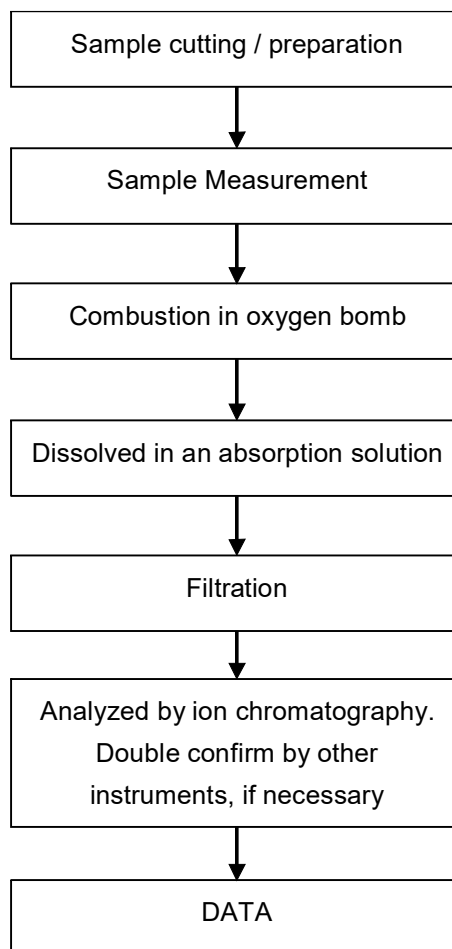 Sample cutting / preparation
Sample Measurement
Combustion in oxygen bomb
Dissolved in an absorption solution
Filtration
Analyzed by ion chromatography.
Double confirm by other
instruments, if necessary
DATA